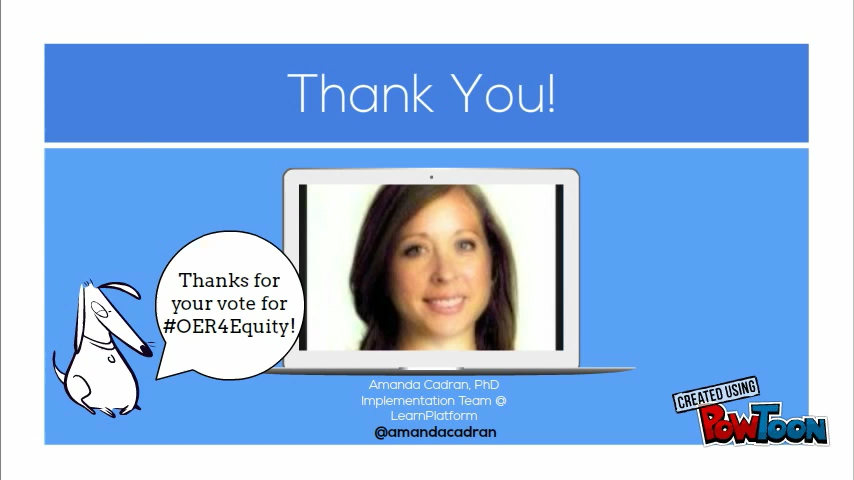 Thank You!
Thanks for
your vote for
#OER4Equity!
Amanda Cadran, PhD
Implementation Team @
LearnPlatform
@amandacadran
CREATED USING
POWTOON